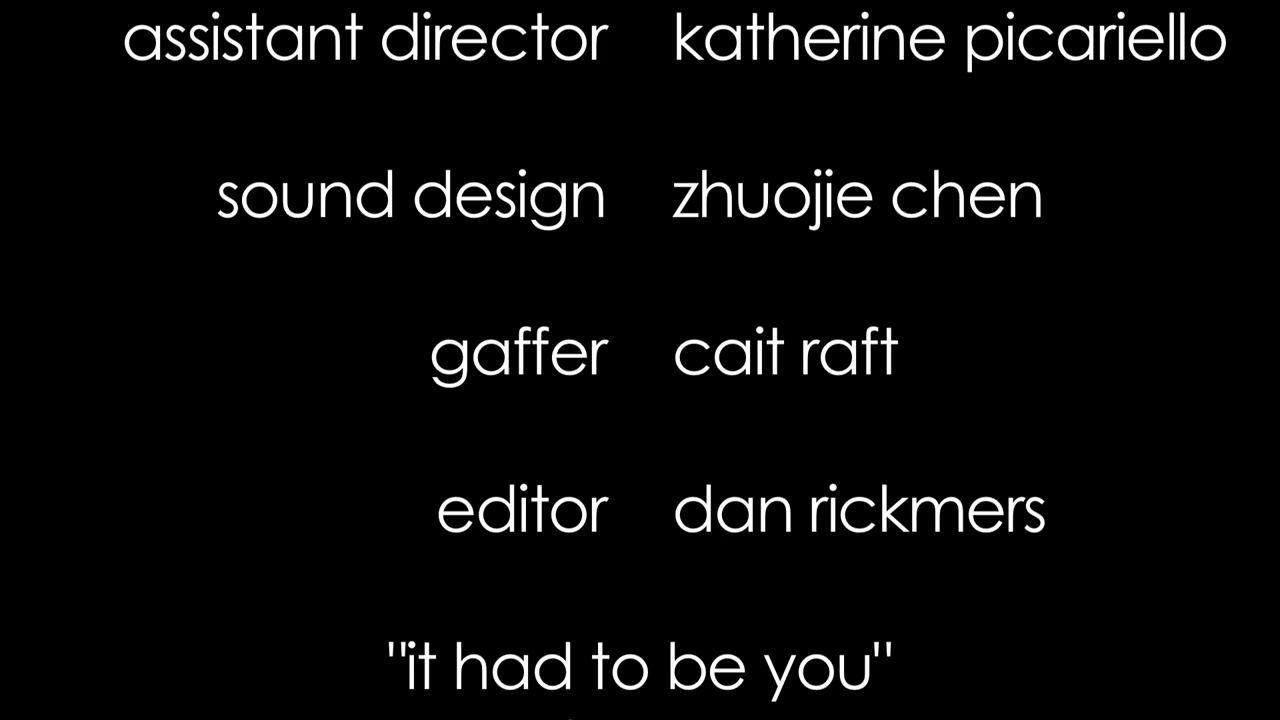 assistant director katherine picariello
sound design zhuojie chen
gaffer cait raft
editor dan rickmers
"it had to be you"